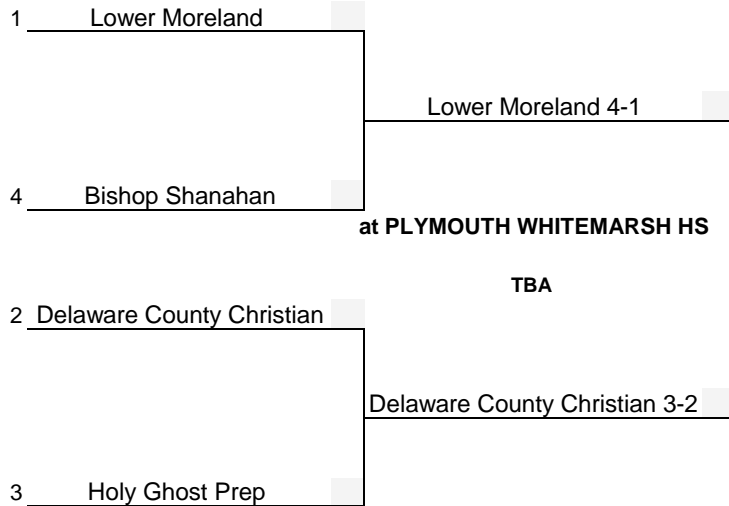 1 Lower Moreland
Lower Moreland 4-1
4 Bishop Shanahan
at PLYMOUTH WHITEMARSH HS
TBA
2 Delaware County Christian
Delaware County Christian 3-2
3 Holy Ghost Prep